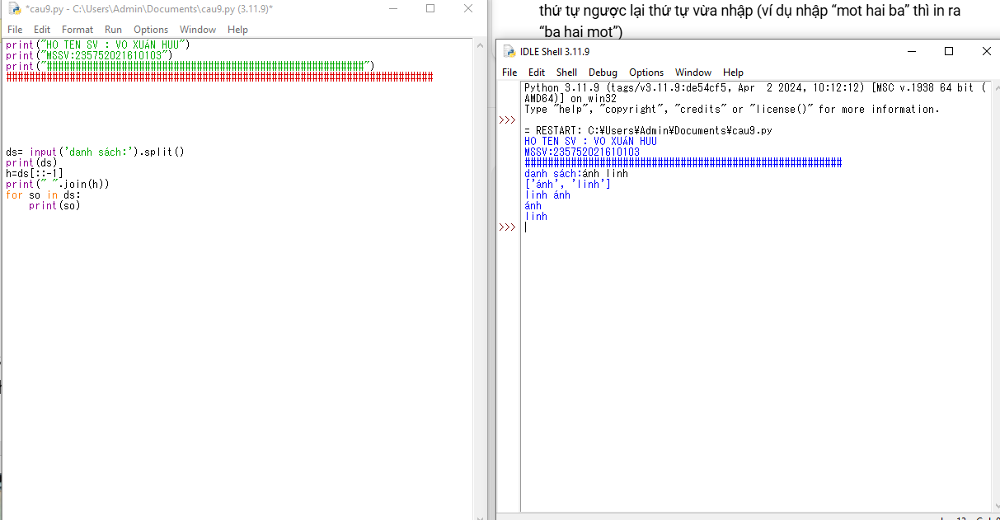 *cau9.py - C:\Users\Admin\Documents\cau9.py (3.11.9)*
File Edit Format Run Options Window Help
print("HO TEN SV : VO XUÁN HUU")
print("MSSV:235752021610103")
print("#######################################################")
##########################################################################
ds= input('danh sách:').split()
print(ds)
h=ds[::-1]
print(" ".join(h))
for so in ds:
    print(so)
thứ tự ngược lại thứ tự vừa nhập (ví dụ nhập “mot hai ba” thì in ra
“ba hai mot”)
IDLE Shell 3.11.9
File Edit Shell Debug Options Window Help
Python 3.11.9 (tags/v3.11.9:de54cf5, Apr  2 2024, 10:12:12) [MSC v.1938 64 bit (
AMD64)] on win32
Type "help", "copyright", "credits" or "license()" for more information.
>>>
= RESTART: C:¥Users¥Admin¥Documents¥cau9.py
HO TEN SV : VO XUÁN HUU
MSSV:235752021610103
#######################################################
danh sách:ánh linh
['ánh', 'linh']
linh ánh
ánh
linh
>>>